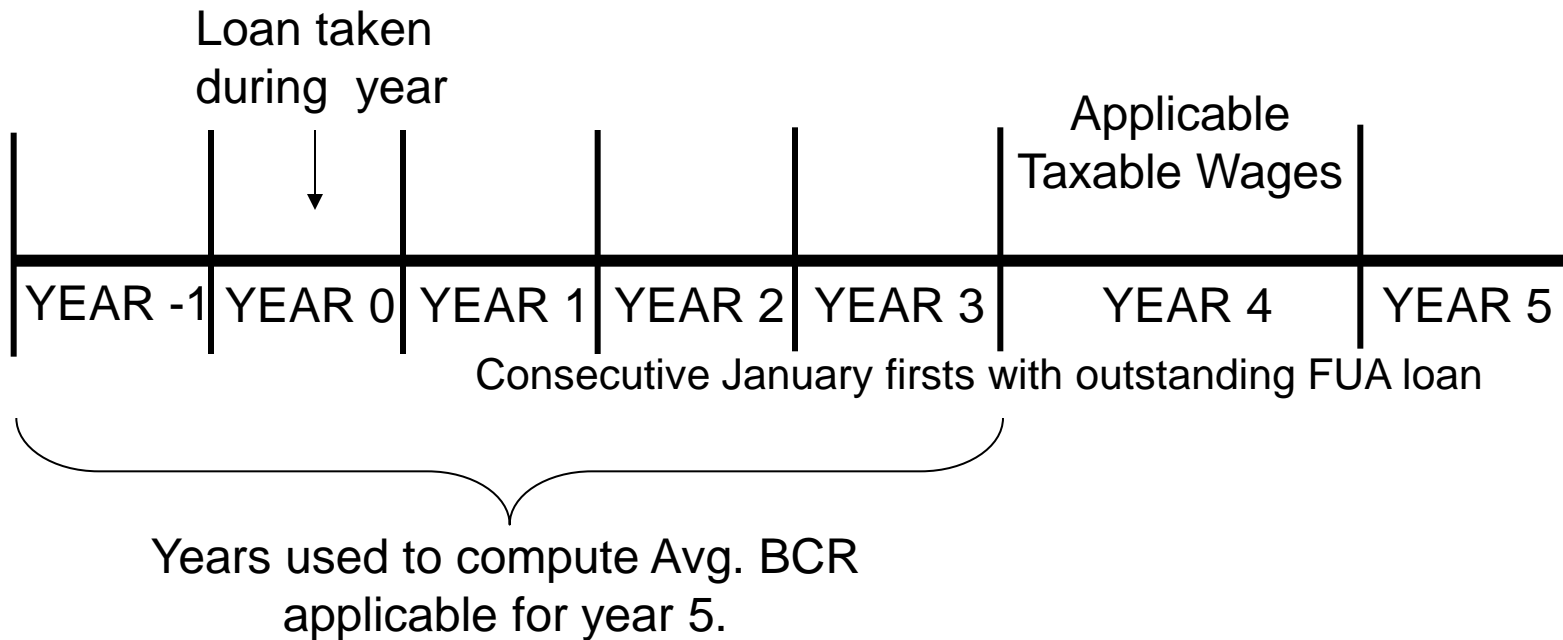 Loan taken
during year
Applicable
Taxable Wages
YEAR -1 YEAR 0 YEAR 1 YEAR 2 YEAR 3 YEAR 4 YEAR 5
Consecutive January firsts with outstanding FUA loan
Years used to compute Avg. BCR
applicable for year 5.